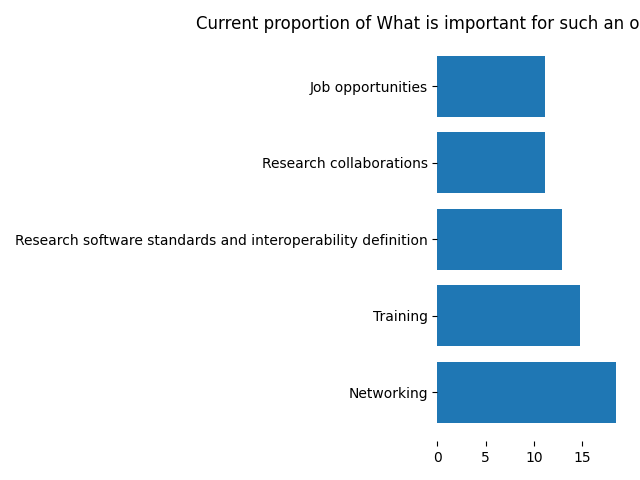 Current proportion of What is important for such an o
Job opportunities
Research collaborations
Research software standards and interoperability definition
Training
Networking
0 5 10 15